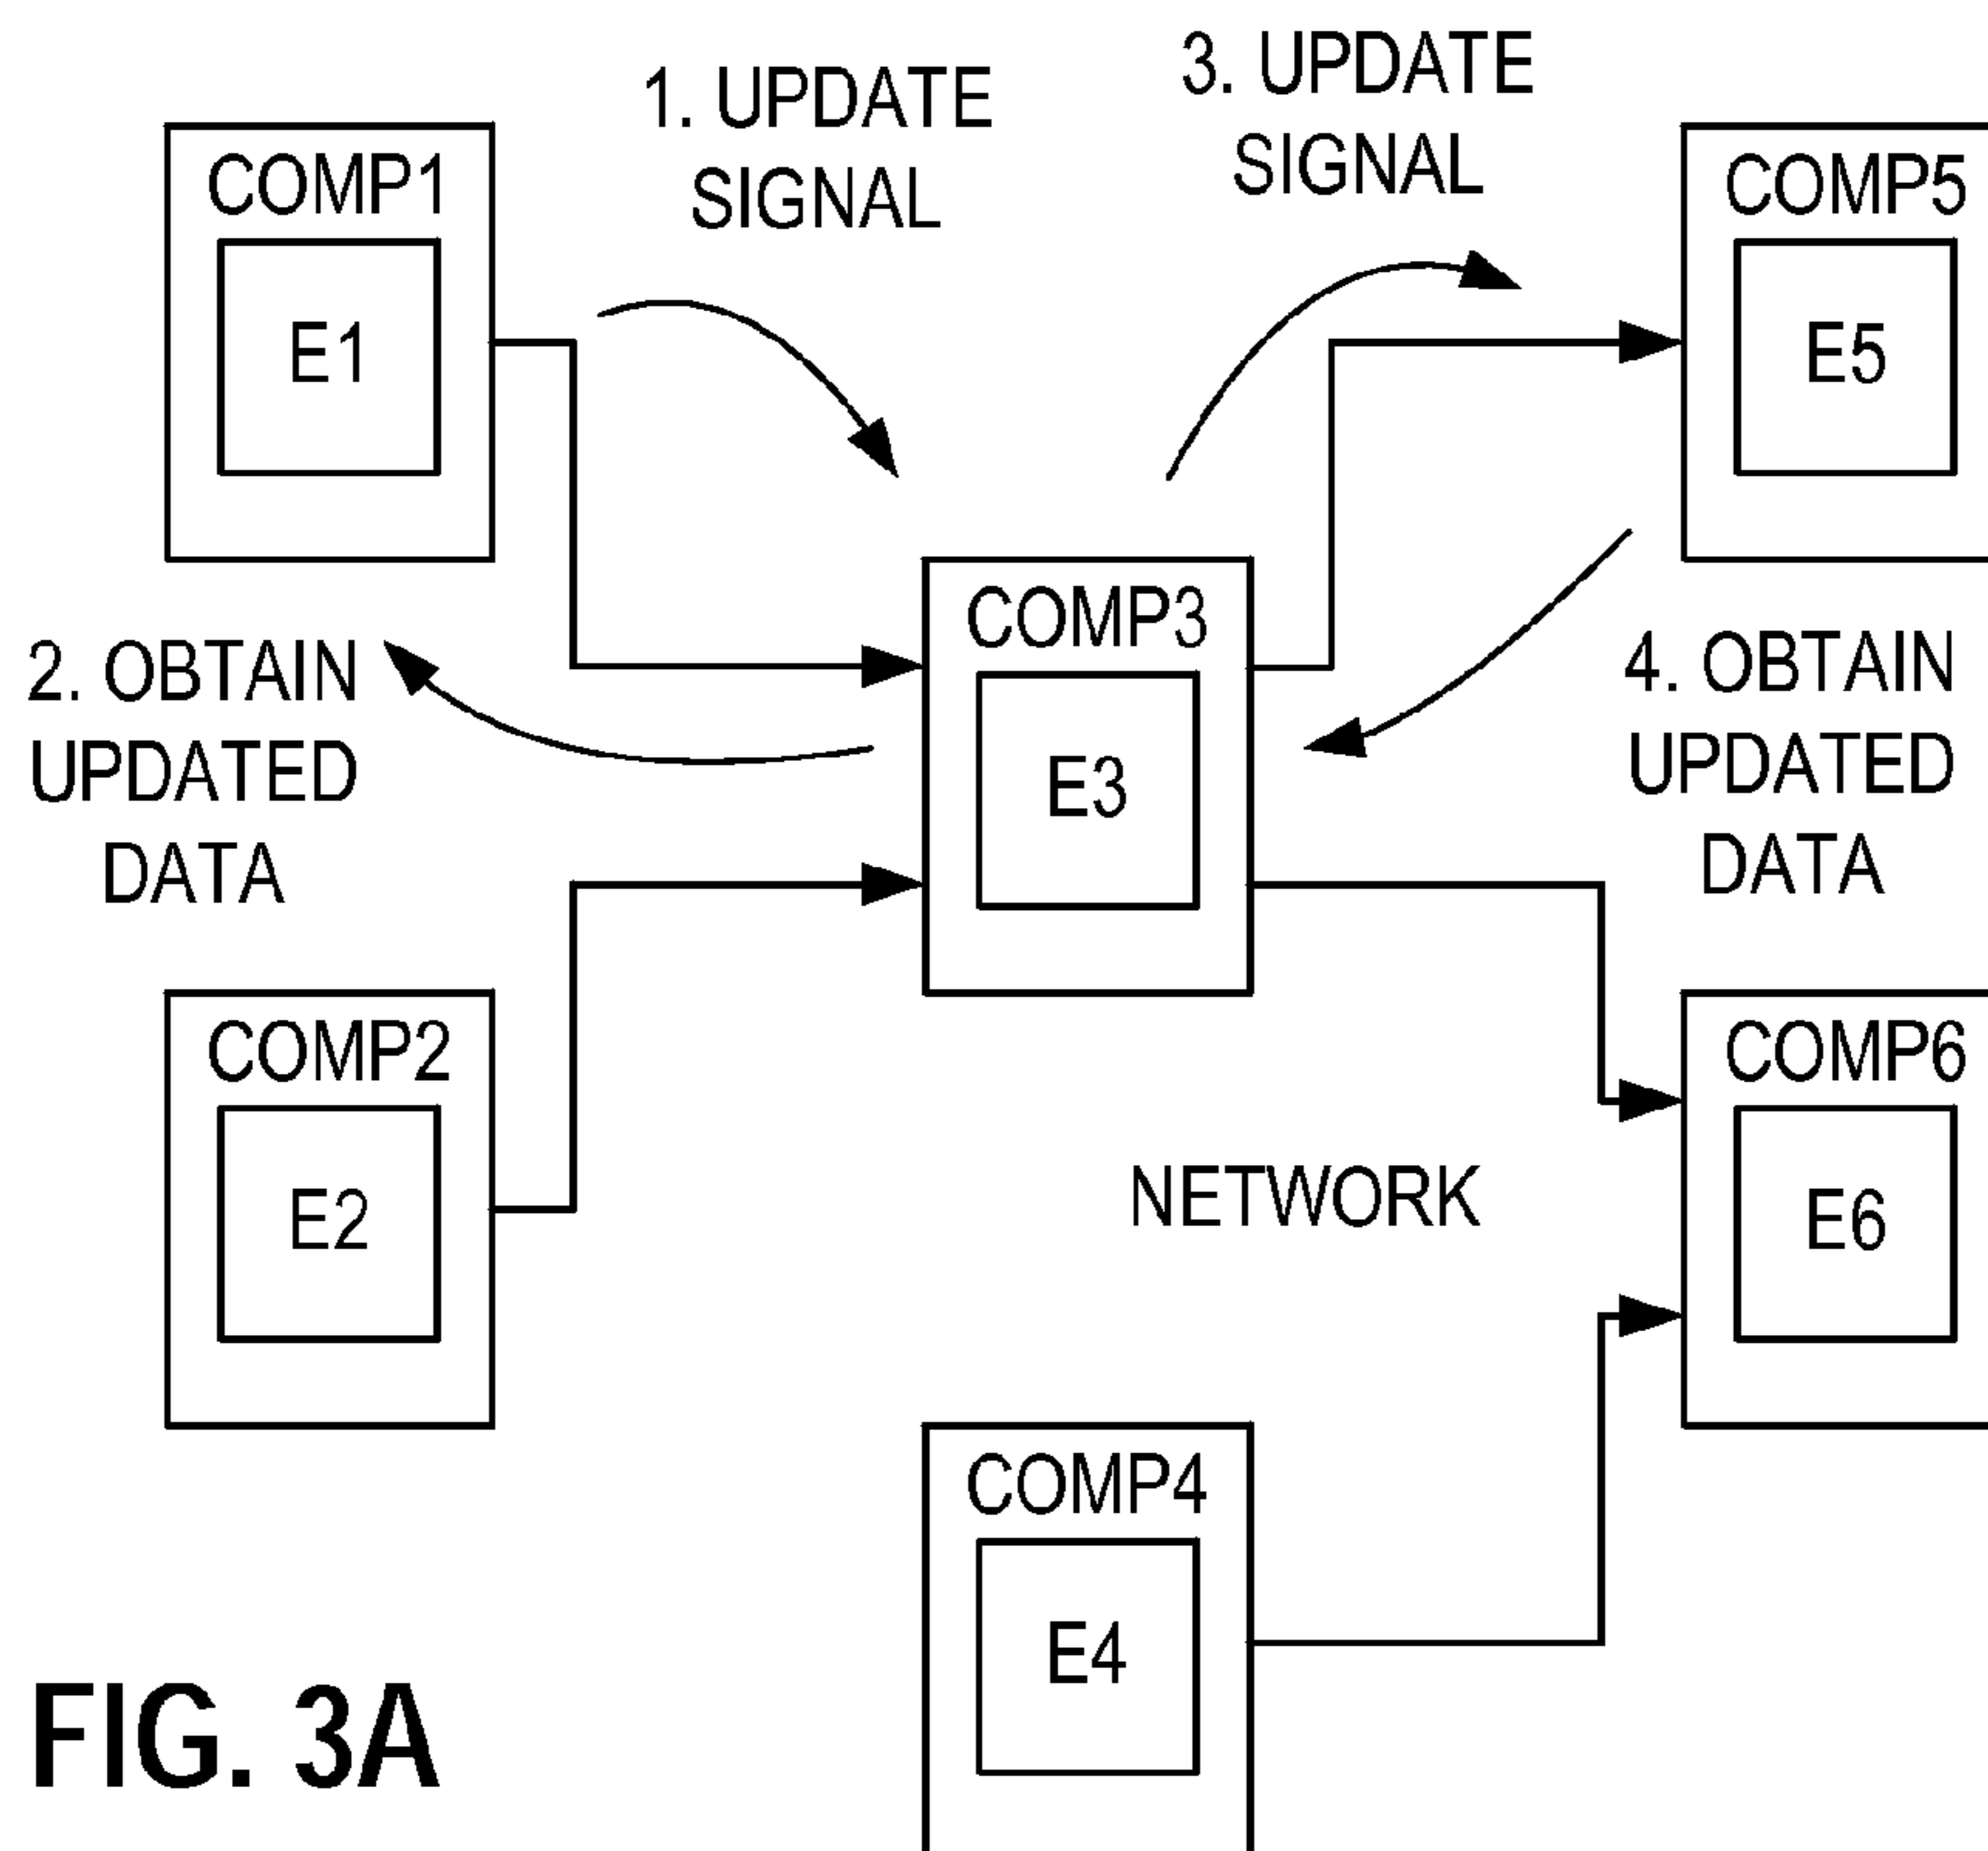 3. UPDATE
SIGNAL
1. UPDATE
SIGNAL
COMP1
E1
COMP5
E5
2. OBTAIN
UPDATED
DATA
COMP3
E3
4. OBTAIN
UPDATED
DATA
COMP2
E2
NETWORK
COMP6
E6
COMP4
E4
FIG. 3A